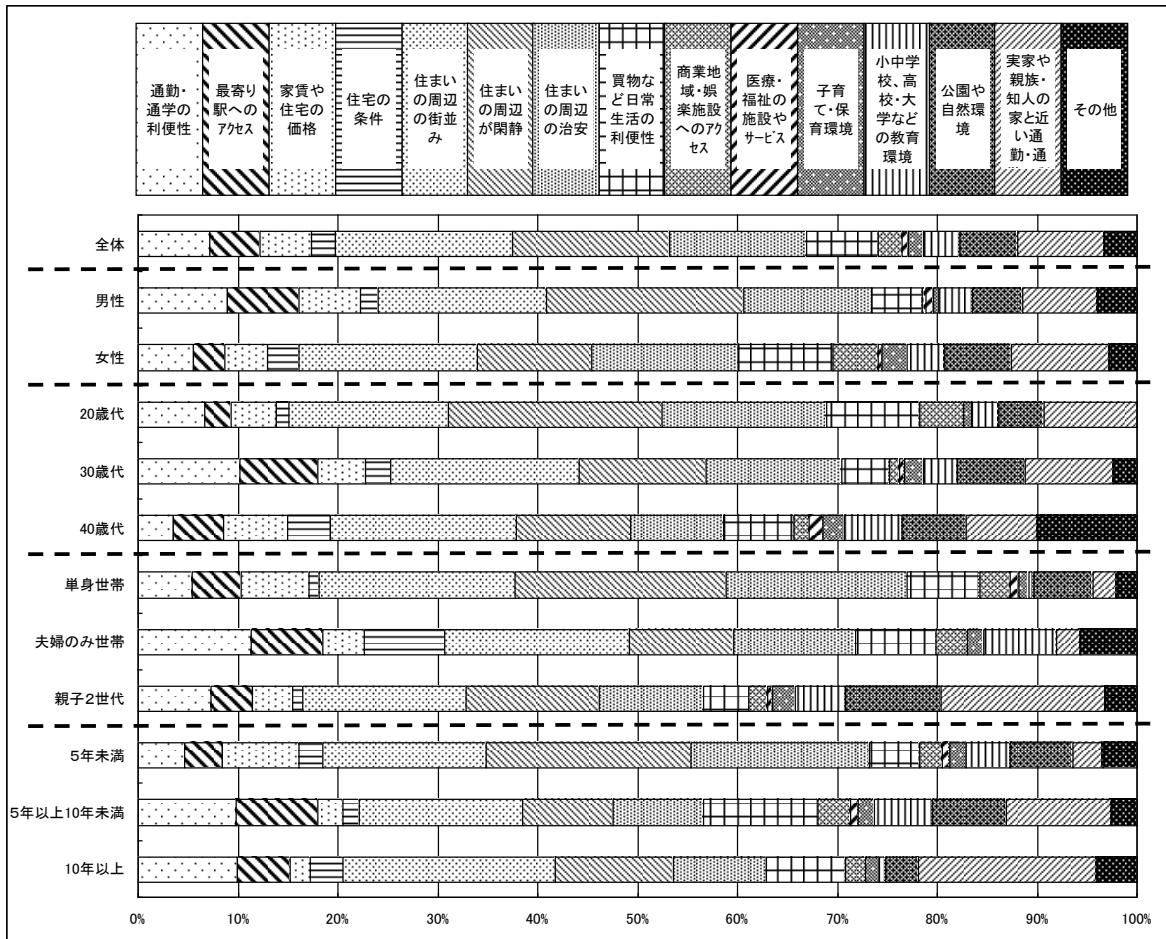 通勤・
通学の
利便性
最寄り
駅への
アクセス
家賃や
住宅の
価格
住宅の
条件
住まい
の周辺
の街並
み
住まい
の周辺
が閑静
住まい
の周辺
の治安
買物な
ど日常
生活の
利便性
商業地
域・娯
楽施設
へのアク
セス
医療・
福祉の
施設や
サービス
子育
て・保
育環境
小中学
校、高
校・大
学など
の教育
環境
公園や
自然環
境
実家や
親族・
知人の
家と近
い通
勤・通
その他
全体
男性
女性
20歳代
30歳代
40歳代
単身世帯
夫婦のみ世帯
親子2世代
5年未満
5年以上10年未満
10年以上
0% 10% 20% 30% 40% 50% 60% 70% 80% 90% 100%